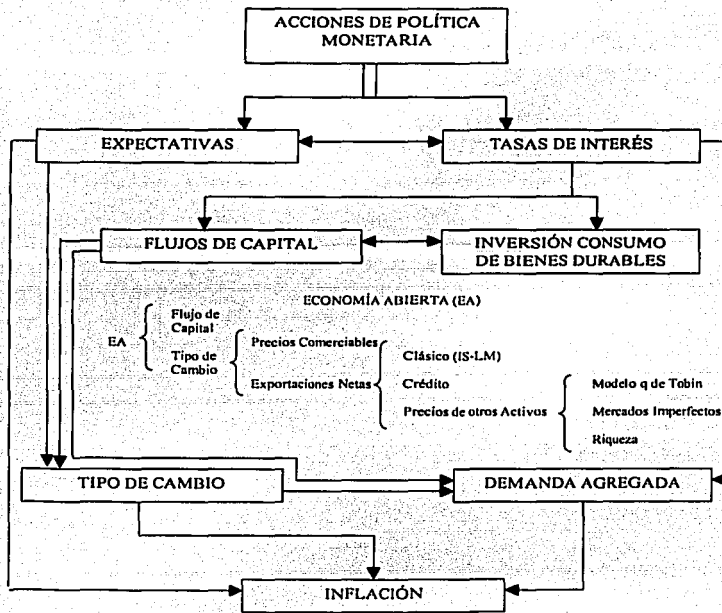 ACCIONES DE POLÍTICA
MONETARIA
EXPECTATIVAS
TASAS DE INTERÉS
FLUJOS DE CAPITAL
INVERSIÓN CONSUMO
DE BIENES DURABLES
ECONOMÍA ABIERTA (EA)
EA
Flujo de
Capital
Tipo de
Cambio
Precios Comerciables
Exportaciones Netas
Clásico (IS-LM)
Crédito
Precios de otros Activos
Modelo q de Tobin
Mercados Imperfectos
Riqueza
TIPO DE CAMBIO
DEMANDA AGREGADA
INFLACIÓN